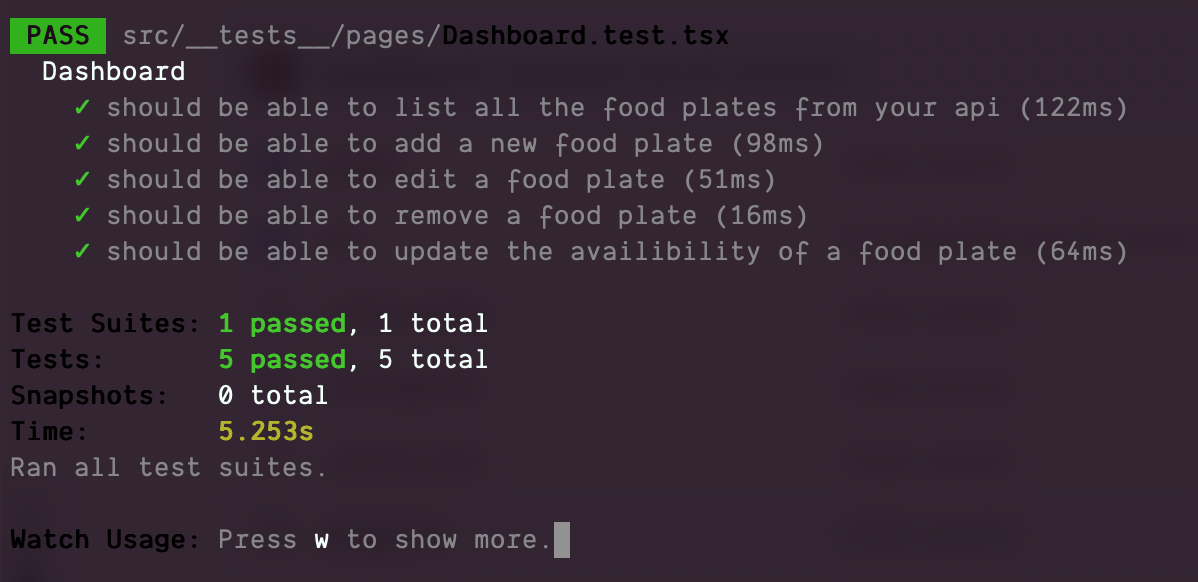 PASS src/__tests__/pages/Dashboard.test.tsx
Dashboard
✓ should be able to list all the food plates from your api (122ms)
✓ should be able to add a new food plate (98ms)
✓ should be able to edit a food plate (51ms)
✓ should be able to remove a food plate (16ms)
✓ should be able to update the availibility of a food plate (64ms)
Test Suites: 1 passed, 1 total
Tests: 5 passed, 5 total
Snapshots: 0 total
Time: 5.253s
Ran all test suites.
Watch Usage: Press w to show more.